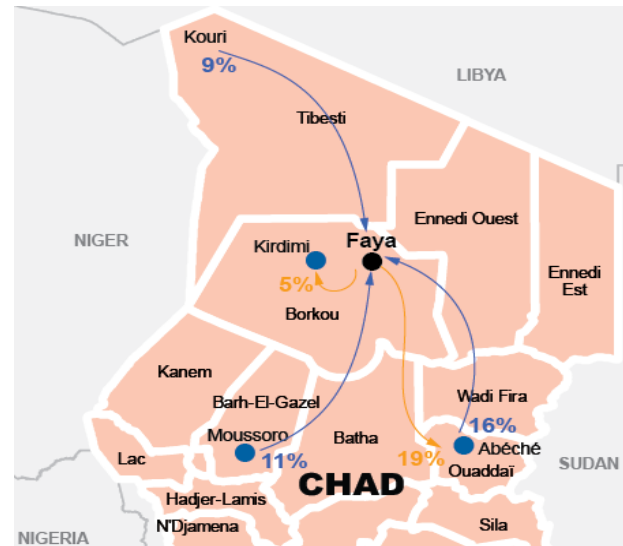 Kouri
9%
LIBYA
Tibesti
Ennedi Ouest
NIGER
Kirdimi
Faya
Ennedi
Est
5%
Borkou
Kanem
Wadi Fira
Barh-El-Gazel
16%
Moussoro
Batha
Abéché
Lac
11%
19%
Ouaddaï
SUDAN
CHAD
Hadjer-Lamis
N'Djamena
Sila
NIGERIA